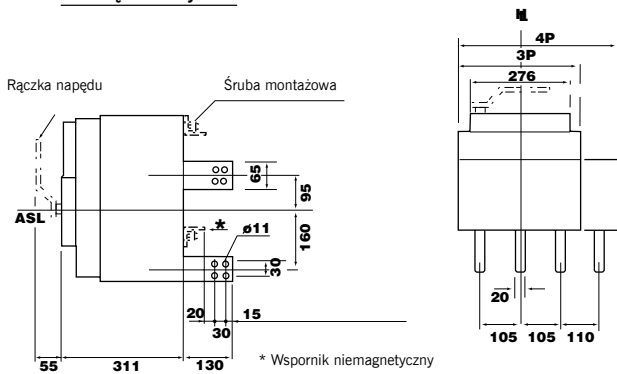 4P
3P
276
Rączka napędu
Śruba montażowa
65
95
ASL
*
ø11
160
30
20
15
30
20
105
105
110
55
311
130
* Wspornik niemagnetyczny